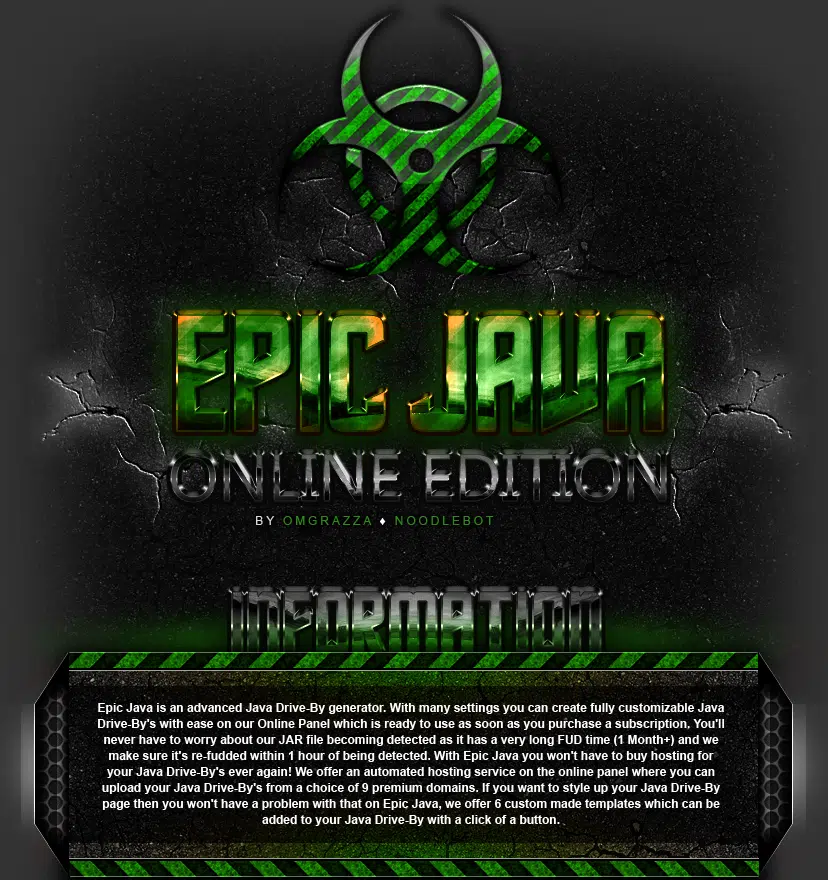 EPIC JAVA
ONLINE EDITION
BY OMGRAZZA ♦ NOODLEBOT
INFORMATION
Epic Java is an advanced Java Drive-By generator. With many settings you can create fully customizable Java
Drive-By's with ease on our Online Panel which is ready to use as soon as you purchase a subscription. You'll
never have to worry about our JAR file becoming detected as it has a very long FUD time (1 Month+) and we
make sure it's re-fudded within 1 hour of being detected. With Epic Java you won't have to buy hosting for
your Java Drive-By's ever again! We offer an automated hosting service on the online panel where you can
upload your Java Drive-By's from a choice of 9 premium domains. If you want to style up your Java Drive-By
page then you won't have a problem with that on Epic Java, we offer 6 custom made templates which can be
added to your Java Drive-By with a click of a button.